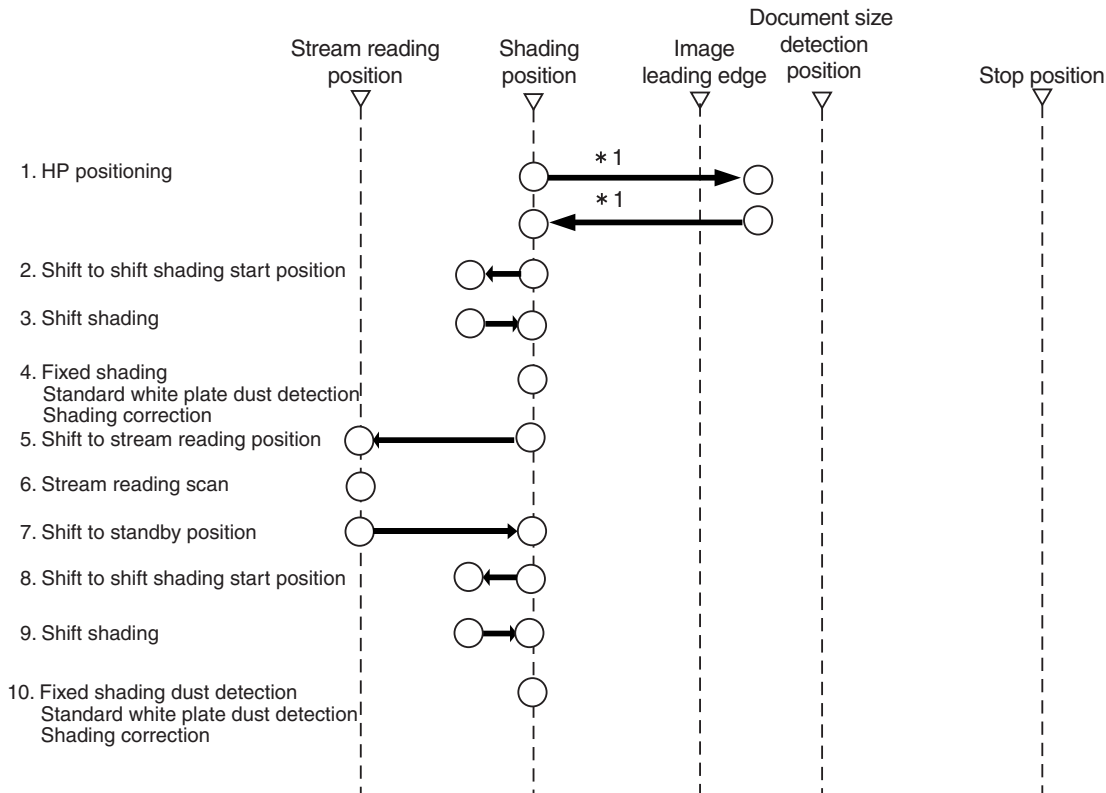 Stream reading
position
Shading
position
Image
leading edge
Document size
detection
position
Stop position
1. HP positioning
*1
*1
2. Shift to shift shading start position
3. Shift shading
4. Fixed shading
Standard white plate dust detection
Shading correction
5. Shift to stream reading position
6. Stream reading scan
7. Shift to standby position
8. Shift to shift shading start position
9. Shift shading
10. Fixed shading dust detection
Standard white plate dust detection
Shading correction